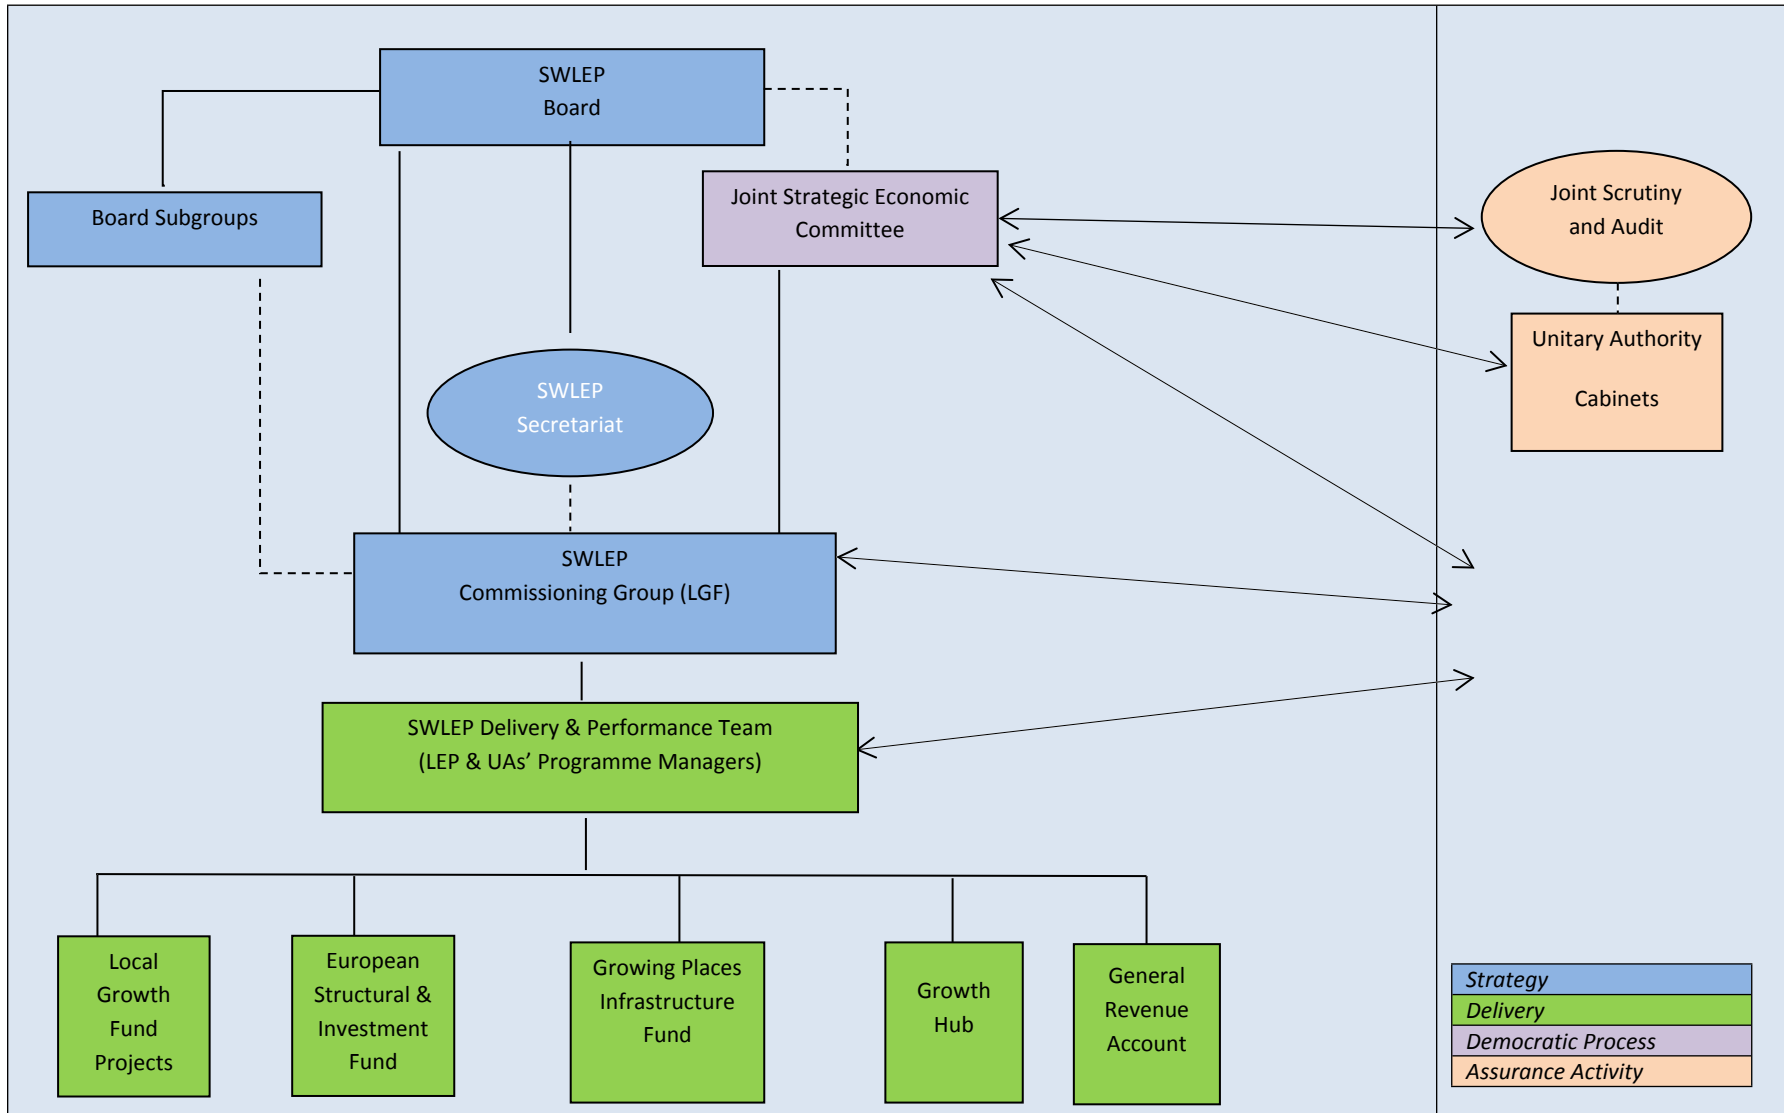 SWLEP
Board
Board Subgroups
Joint Strategic Economic
Committee
Joint Scrutiny
and Audit
Unitary Authority
Cabinets
SWLEP
Secretariat
SWLEP
Commissioning Group (LGF)
SWLEP Delivery & Performance Team
(LEP & UAs’ Programme Managers)
Local
Growth
Fund
Projects
European
Structural &
Investment
Fund
Growing Places
Infrastructure
Fund
Growth
Hub
General
Revenue
Account
Strategy
Delivery
Democratic Process
Assurance Activity